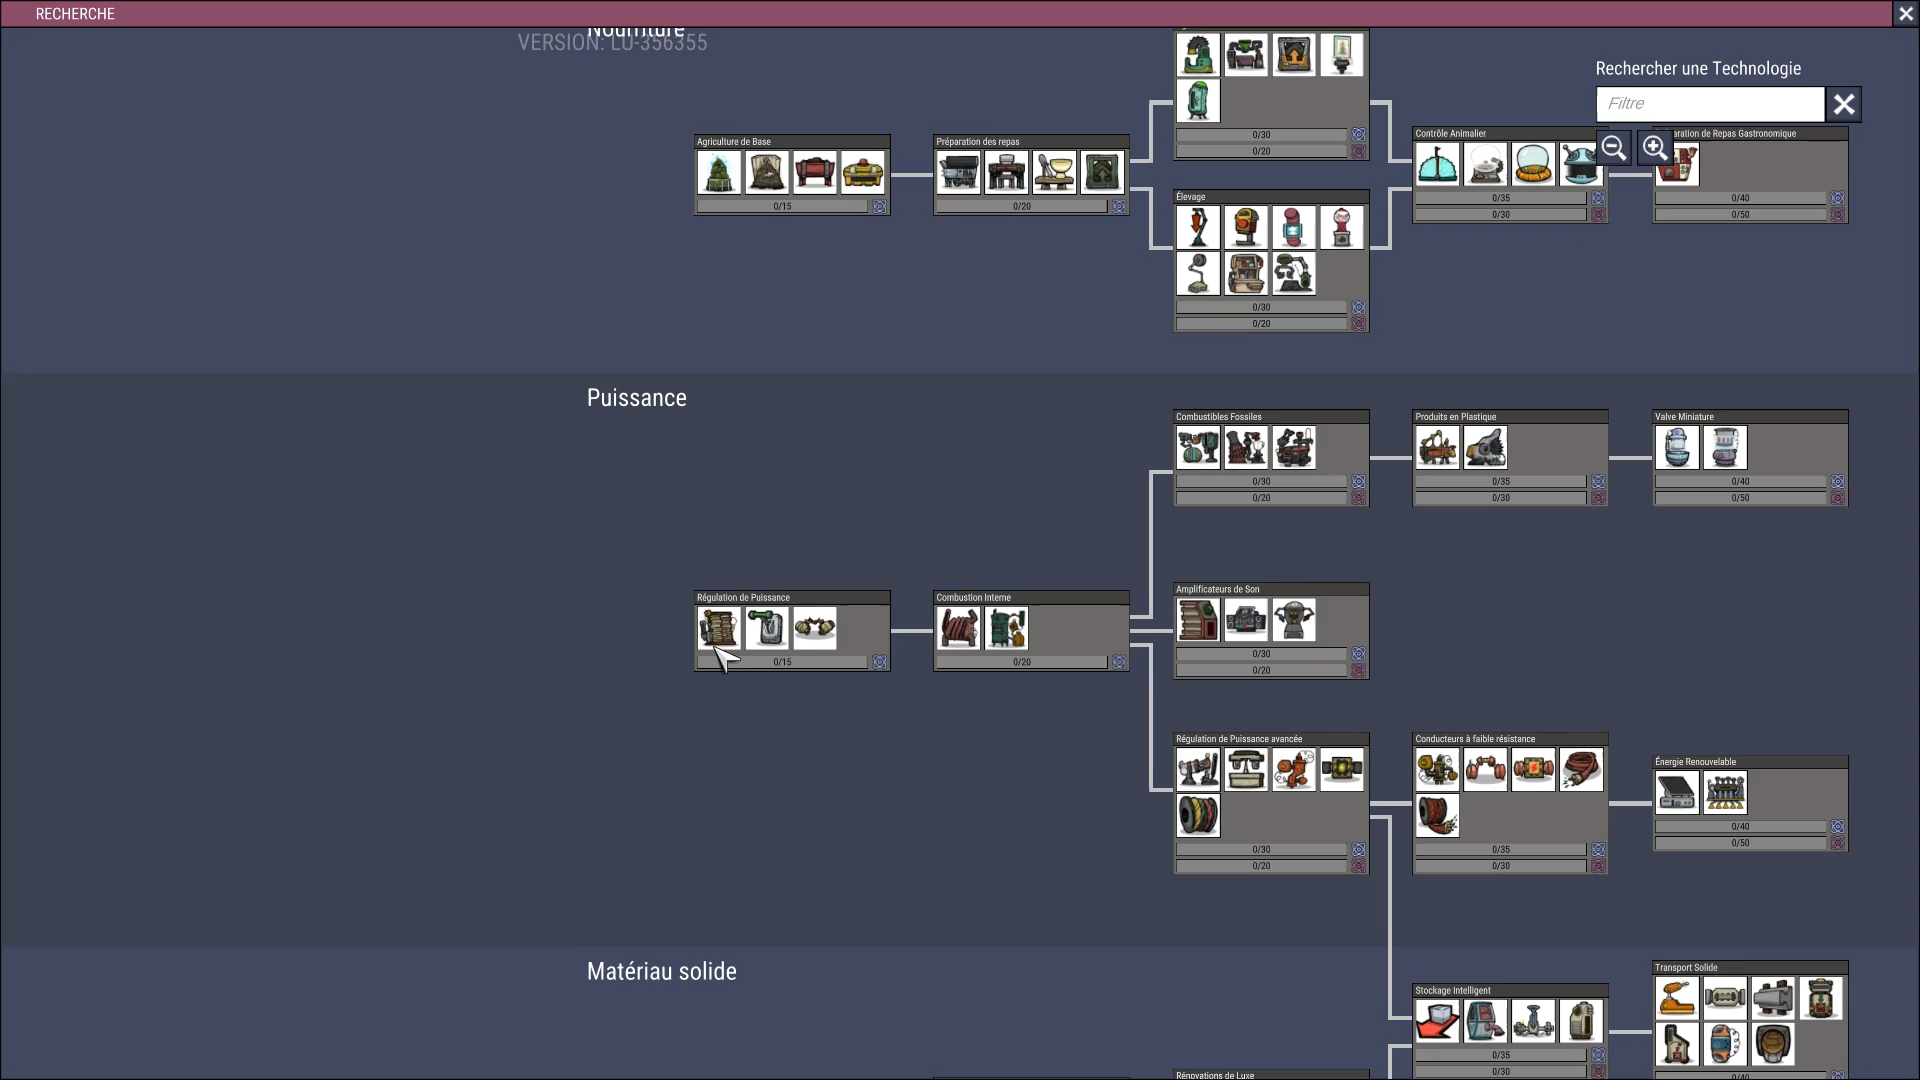 RECHERCHE
Nourriture
VERSION: LU-356355
Rechercher une Technologie
Filtre
0/30
0/20
Agriculture de Base
0/15
Préparation des repas
0/20
Contrôle Animalier
0/35
0/30
Repas Gastronomique
0/40
0/50
Élevage
0/30
0/20
Puissance
Combustibles Fossiles
0/30
0/20
Produits en Plastique
0/35
0/30
Valve Miniature
0/40
0/50
Régulation de Puissance
0/15
Combustion Interne
0/20
Amplificateurs de Son
0/30
0/20
Régulation de Puissance avancée
0/30
0/20
Conducteurs à faible résistance
0/35
0/30
Énergie Renouvelable
0/40
0/50
Matériau solide
Stockage Intelligent
0/35
0/30
Transport Solide
0/40
Rénovations de Luxe